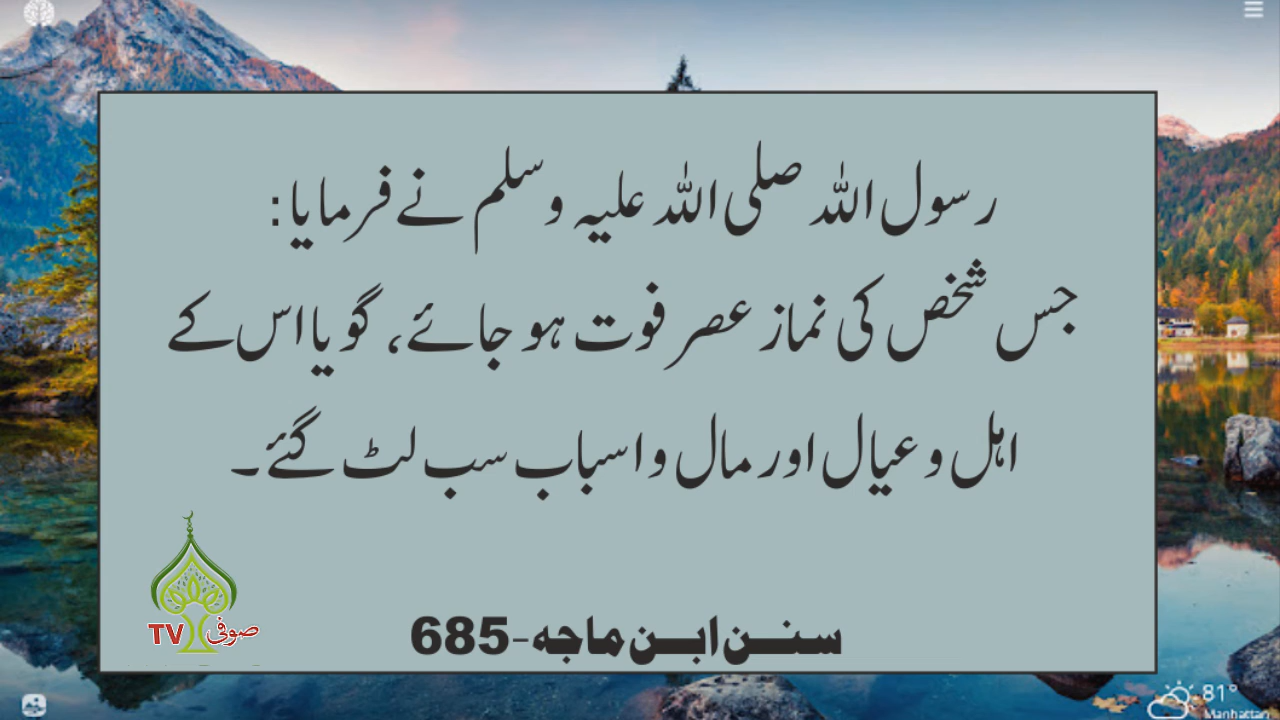 رسول اللہ صلی اللہ علیہ وسلم نے فرمایا:
جس شخص کی نماز عصر فوت ہو جائے، گویا اس کے
اہل و عیال اور مال و اسباب سب لٹ گئے۔
صوفی TV
سنن ابن ماجہ-685
81°
Manhattan